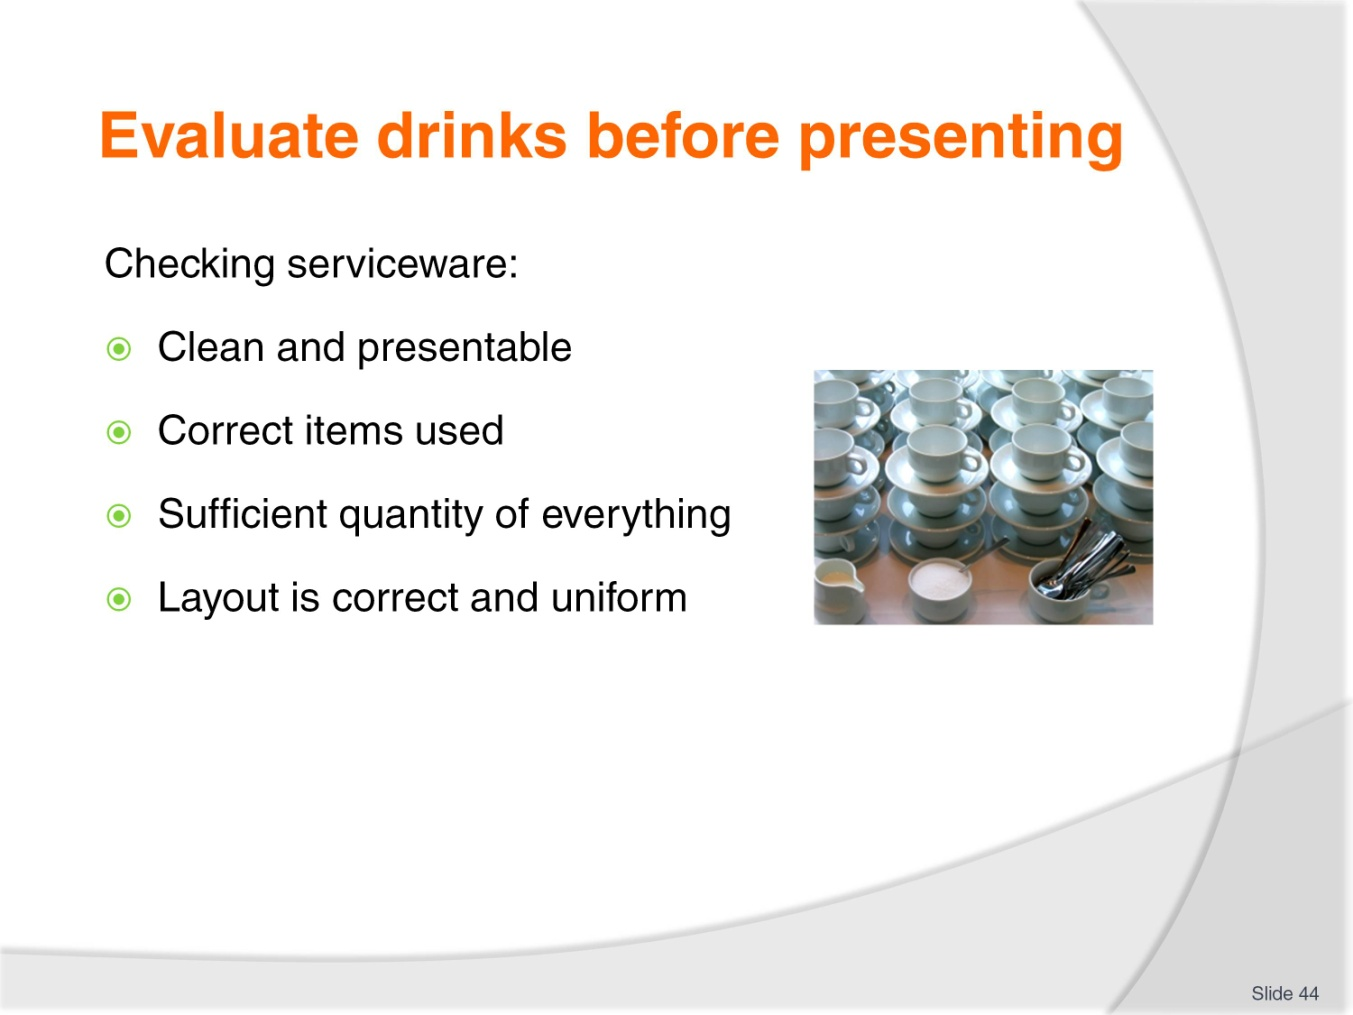 Evaluate drinks before presenting
Checking serviceware:
Clean and presentable
Correct items used
Sufficient quantity of everything
Layout is correct and uniform
Slide 44